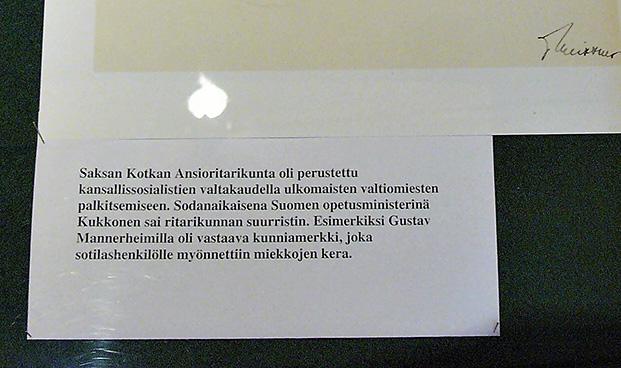 Saksan Kotkan Ansioritarikunta oli perustettu
kansallissosialistien valtakaudella ulkomaisten valtiomiesten
palkitsemiseen. Sodanaikaisena Suomen opetusministerinä
Kukkonen sai ritarikunnan suurristin. Esimerkiksi Gustav
Mannerheimilla oli vastaava kunniamerkki, joka
sotilashenkilölle myönnettiin miekkojen kera.